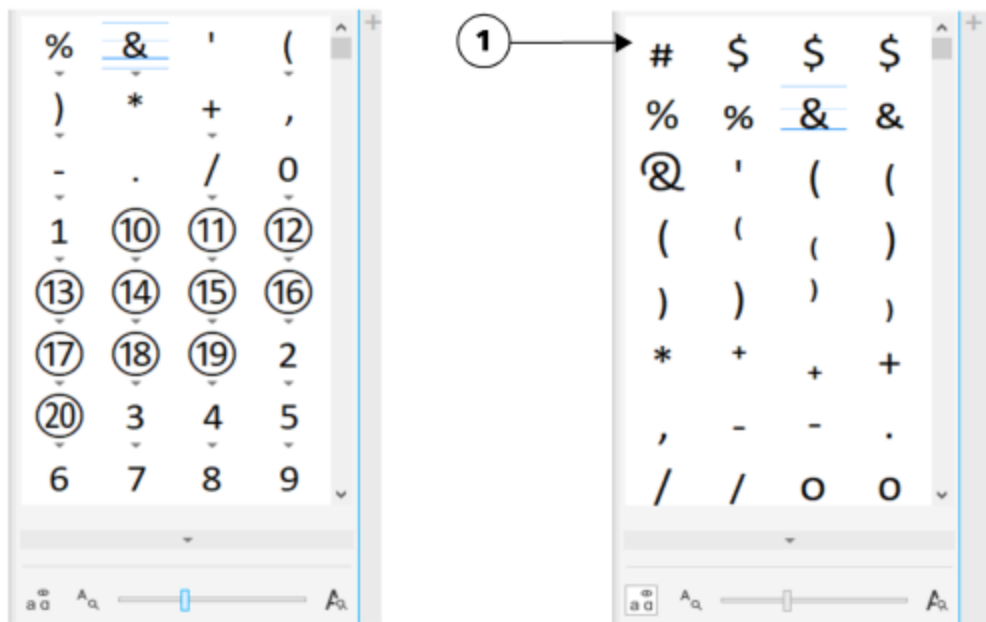 % & ' (
) * + ,
- . / 0
1 ⑩ ⑪ ⑫
⑬ ⑭ ⑮ ⑯
⑰ ⑱ ⑲ 2
⑳ 3 4 5
6 7 8 9
1
# $ $ $
% % & &
& ' ( (
( ( ( )
) ) ) )
* + + +
, - - .
/ / o o